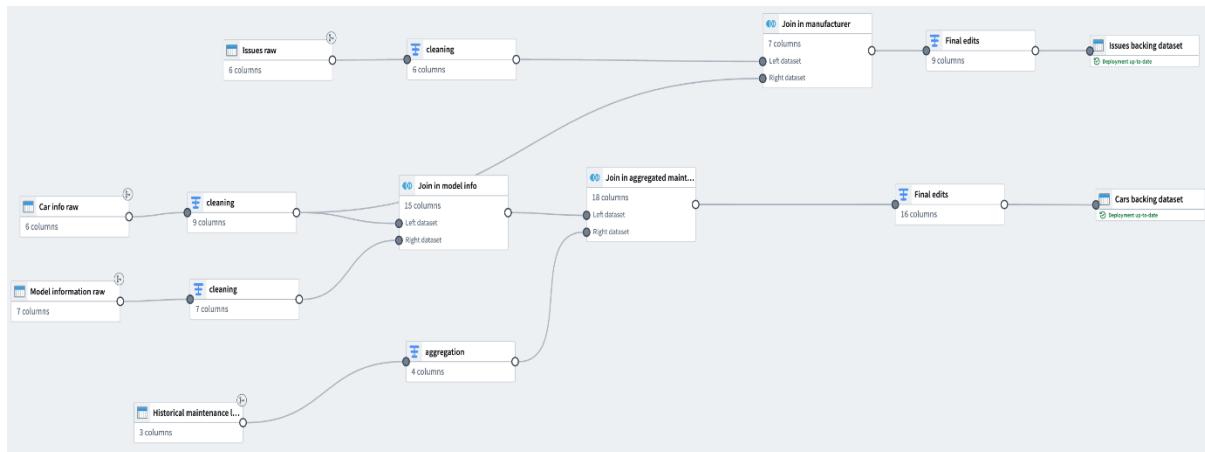 Issues raw
6 columns
cleaning
6 columns
Join in manufacturer
7 columns
Left dataset
Right dataset
Final edits
9 columns
Issues backing dataset
Deployment up-to-date
Car info raw
6 columns
cleaning
9 columns
Join in model info
15 columns
Left dataset
Right dataset
Join in aggregated maint...
18 columns
Left dataset
Right dataset
Final edits
16 columns
Cars backing dataset
Deployment up-to-date
Model information raw
7 columns
cleaning
7 columns
aggregation
4 columns
Historical maintenance l...
3 columns